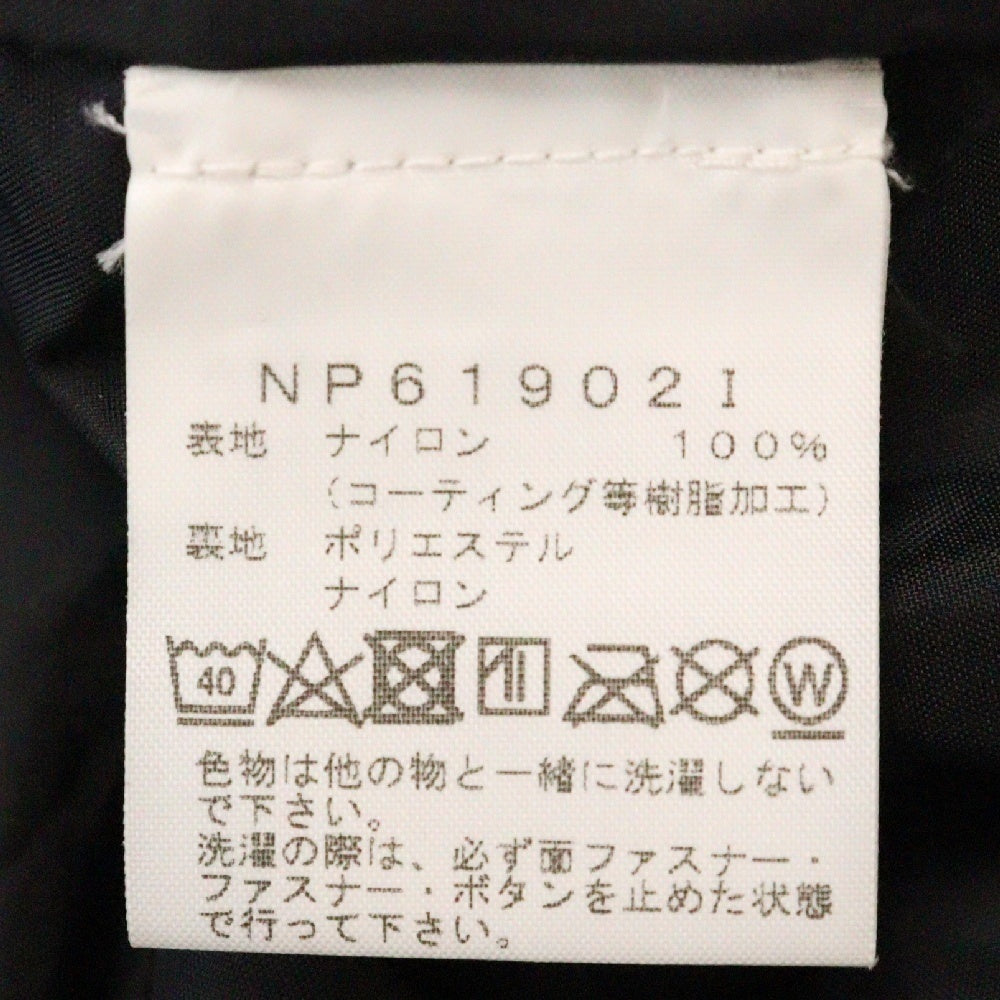 NP61902I
表地 ナイロン 100%
(コーティング等樹脂加工)
裏地 ポリエステル
ナイロン
40 W
色物は他の物と一緒に洗濯しない
で下さい。
洗濯の際は、必ず面ファスナー・
ファスナー・ボタンを止めた状態
で行って下さい。